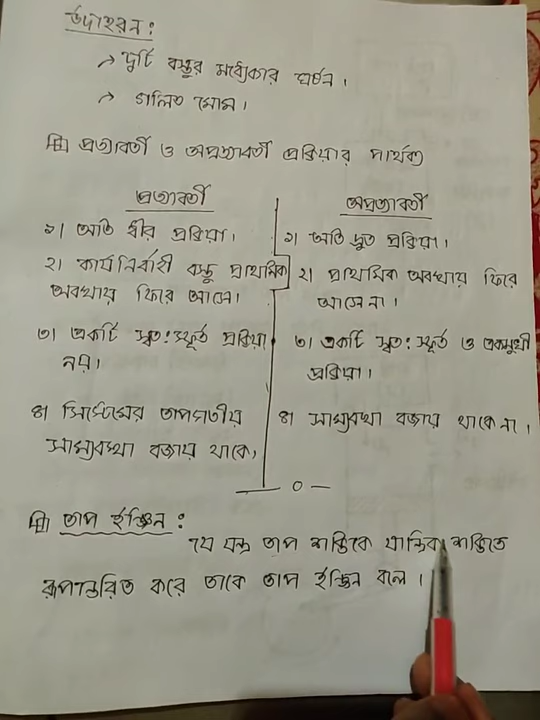 উদাহরন:
→ দুটি বস্তুর মধ্যেকার ঘর্ষন।
→ গলিত মোম।
প্রত্যাবর্তী ও অপ্রত্যাবর্তী প্রক্রিয়ার পার্থক্য
প্রত্যাবর্তী
১। অতি ধীর প্রক্রিয়া।
২। কার্যনির্বাহী বস্তু প্রাথমিক
অবস্থায় ফিরে আসে।
৩। একটি স্বত:স্ফূর্ত প্রক্রিয়া
নয়।
৪। সিস্টেমের তাপগতীয়
সাম্যবস্থা বজায় থাকে।
অপ্রত্যাবর্তী
১। অতি দ্রুত প্রক্রিয়া।
২। প্রাথমিক অবস্থায় ফিরে
আসে না।
৩। একটি স্বত:স্ফূর্ত ও একমুখী
প্রক্রিয়া।
৪। সাম্যবস্থা বজায় থাকে না।
তাপ ইঞ্জিন:
যে যন্ত্র তাপ শক্তিকে যান্ত্রিক শক্তিতে
রূপান্তরিত করে তাকে তাপ ইঞ্জিন বলে।